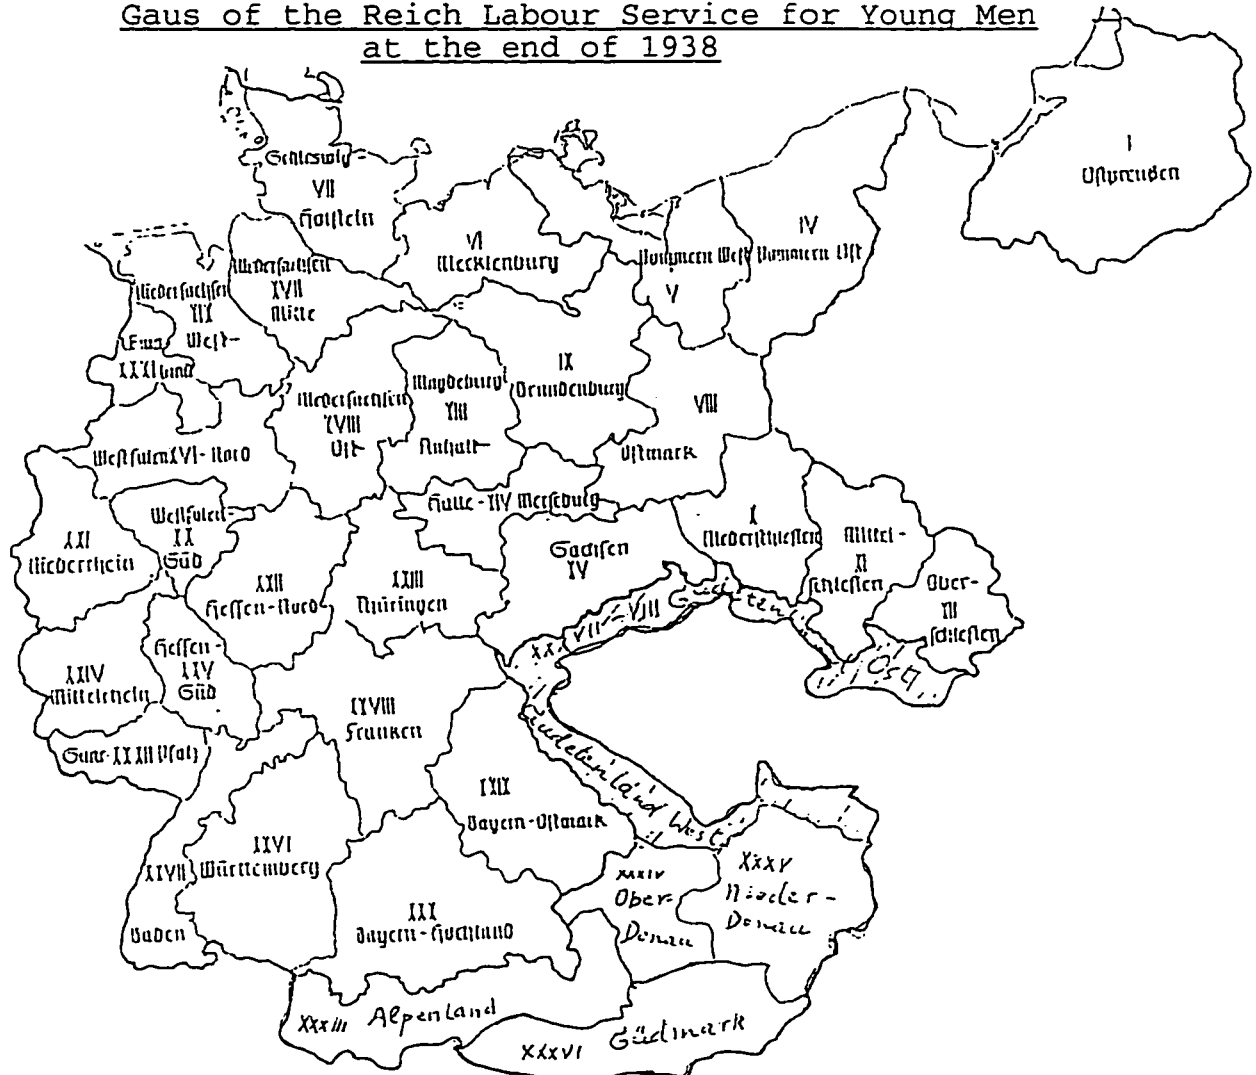 Gaus of the Reich Labour Service for Young Men
at the end of 1938
I
Ostpreußen
Schleswig-
VII
Holstein
IV
Pommern Ost
VI
Mecklenburg
Pommern West
V
Niedersachsen
XVII
Mitte
Niedersachsen
XIX
West-
Ems
XXXI land
IX
Brandenburg
Magdeburg
XIII
Anhalt
Niedersachsen
XVIII
Ost
VIII
Ostmark
Westfalen XVI-Nord
Halle-XIV Merseburg
Westfalen-
XX
Süd
X
Niederschlesien
Mittel-
XI
schlesien
XXI
Niederrhein
Sachsen
XV
XXII
Hessen-Nord
XXIII
Thüringen
Ober-
XII
schlesien
Hessen-
XXV
Süd
XXIV
Mittelrhein
XXVIII
Franken
Saar-XXXII Pfalz
XXIX
Bayern-Ostmark
Sudetenland West
XXVI
Württemberg
XXVII
Baden
XXXIV
Ober-
Donau
XXXV
Nieder-
Donau
XXX
Bayern-Hochland
XXXIII Alpenland
XXXVI Südmark